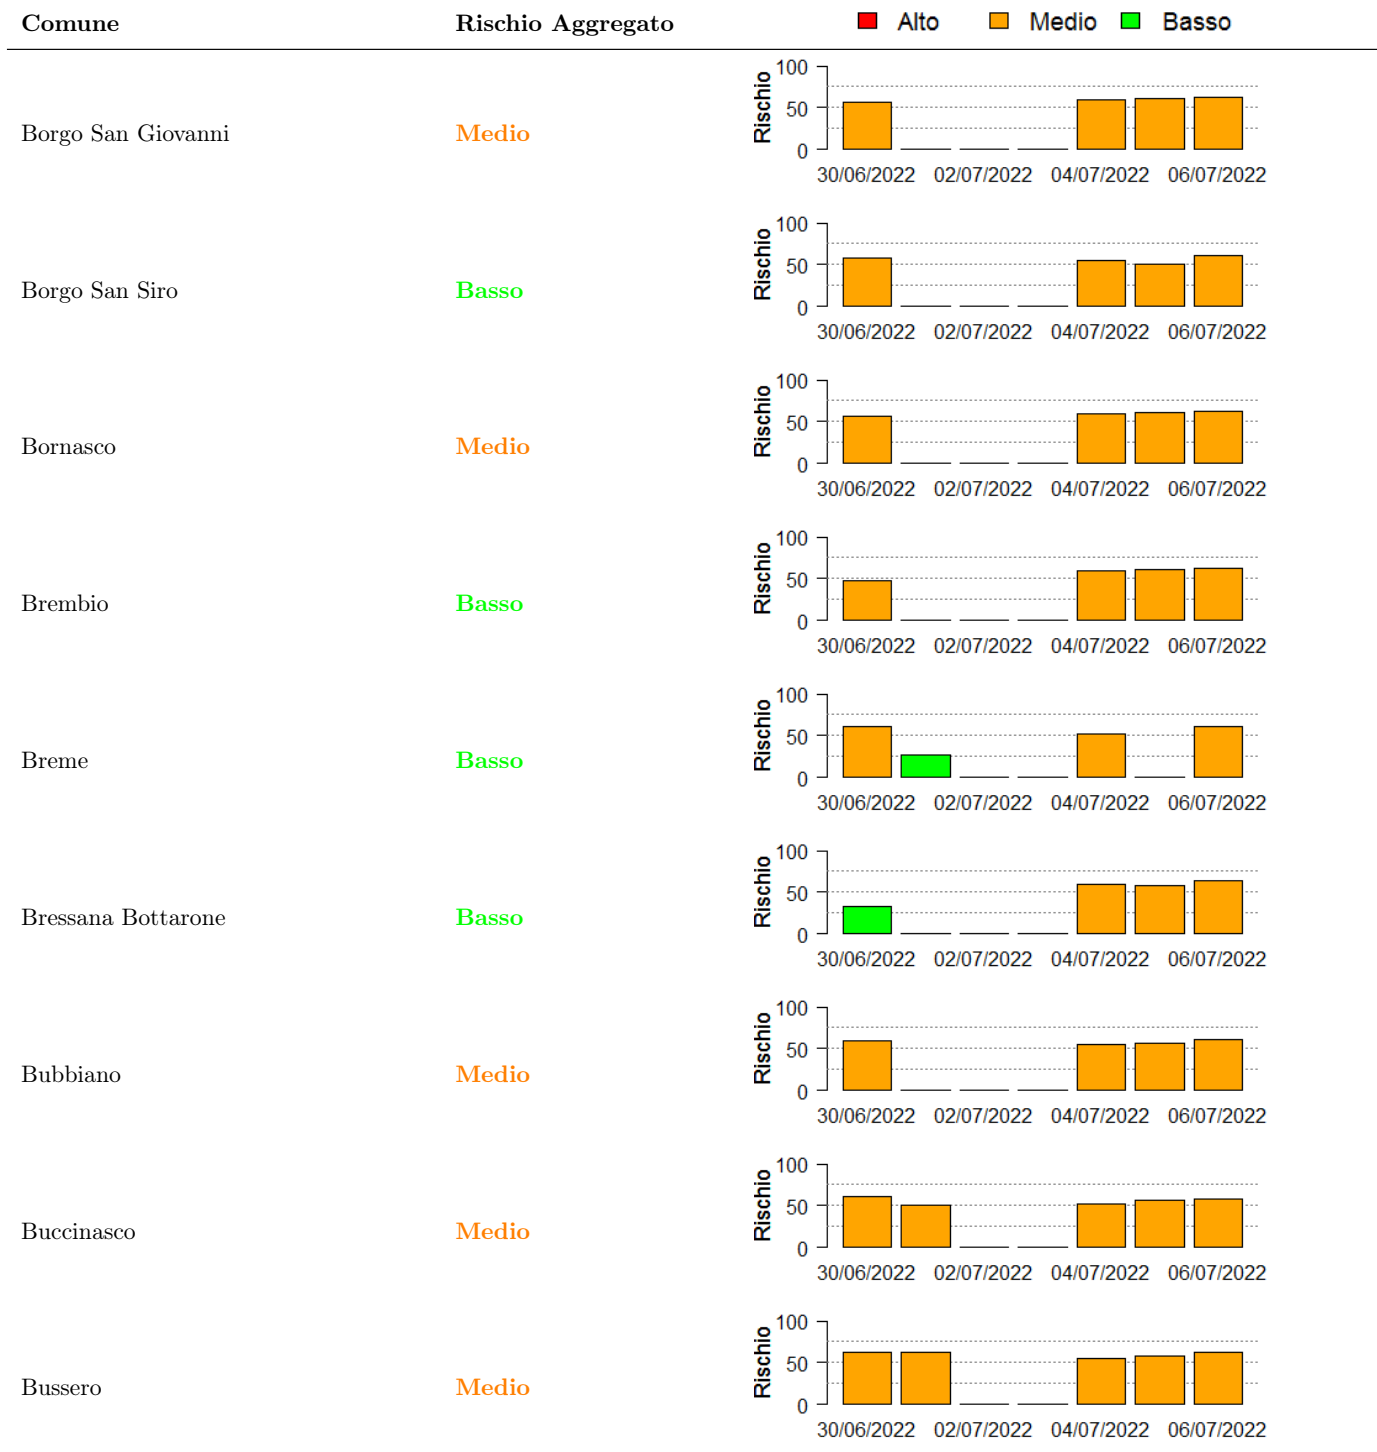 Comune Rischio Aggregato Alto Medio Basso
Borgo San Giovanni Medio
Rischio
100
50
0
30/06/2022 02/07/2022 04/07/2022 06/07/2022
Borgo San Siro Basso
Rischio
100
50
0
30/06/2022 02/07/2022 04/07/2022 06/07/2022
Bornasco Medio
Rischio
100
50
0
30/06/2022 02/07/2022 04/07/2022 06/07/2022
Brembio Basso
Rischio
100
50
0
30/06/2022 02/07/2022 04/07/2022 06/07/2022
Breme Basso
Rischio
100
50
0
30/06/2022 02/07/2022 04/07/2022 06/07/2022
Bressana Bottarone Basso
Rischio
100
50
0
30/06/2022 02/07/2022 04/07/2022 06/07/2022
Bubbiano Medio
Rischio
100
50
0
30/06/2022 02/07/2022 04/07/2022 06/07/2022
Buccinasco Medio
Rischio
100
50
0
30/06/2022 02/07/2022 04/07/2022 06/07/2022
Bussero Medio
Rischio
100
50
0
30/06/2022 02/07/2022 04/07/2022 06/07/2022